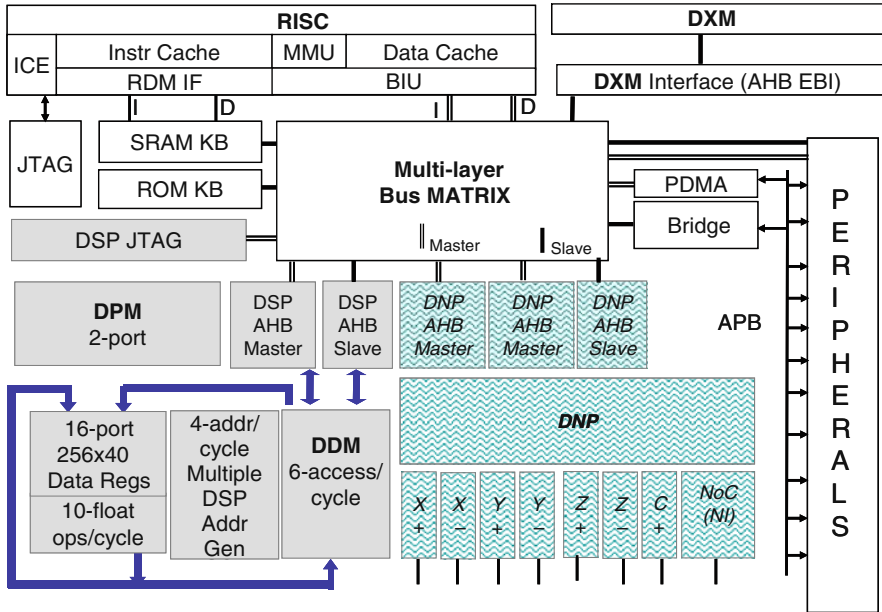 RISC
ICE
Instr Cache
MMU
Data Cache
RDM IF
BIU
DXM
DXM Interface (AHB EBI)
I
D
I
D
JTAG
SRAM KB
ROM KB
DSP JTAG
Multi-layer
Bus MATRIX
Master
Slave
PDMA
Bridge
APB
PERIPHERALS
DPM
2-port
DSP
AHB
Master
DSP
AHB
Slave
DNP
AHB
Master
DNP
AHB
Master
DNP
AHB
Slave
16-port
256x40
Data Regs
10-float
ops/cycle
4-addr/
cycle
Multiple
DSP
Addr
Gen
DDM
6-access/
cycle
DNP
X
+
X
–
Y
+
Y
–
Z
+
Z
–
C
+
NoC
(NI)